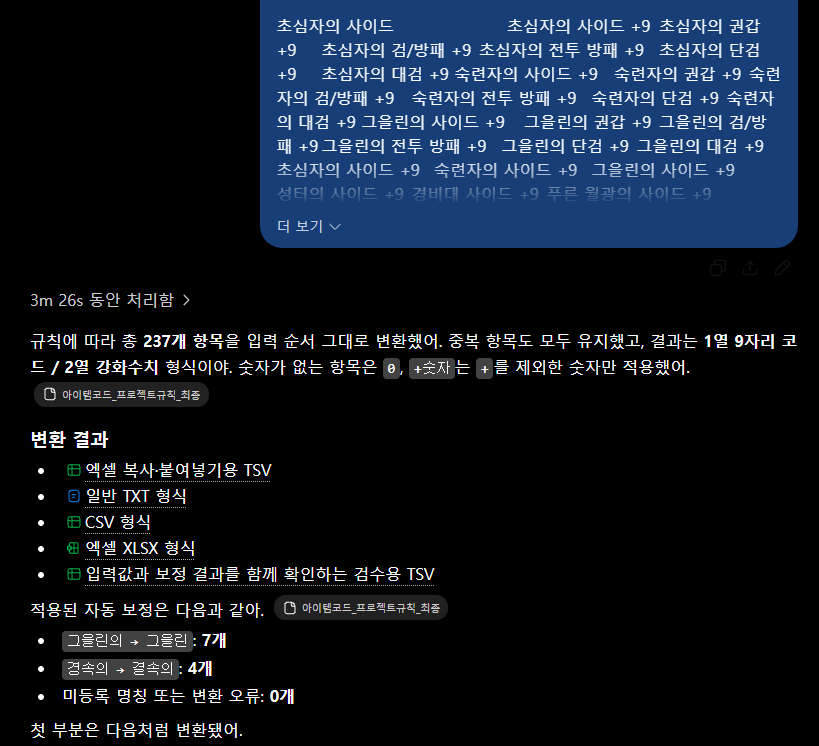 초심자의 사이드 초심자의 사이드 +9 초심자의 권갑
+9 초심자의 검/방패 +9 초심자의 전투 방패 +9 초심자의 단검
+9 초심자의 대검 +9 숙련자의 사이드 +9 숙련자의 권갑 +9 숙련
자의 검/방패 +9 숙련자의 전투 방패 +9 숙련자의 단검 +9 숙련자
의 대검 +9 그을린의 사이드 +9 그을린의 권갑 +9 그을린의 검/방
패 +9 그을린의 전투 방패 +9 그을린의 단검 +9 그을린의 대검 +9
초심자의 사이드 +9 숙련자의 사이드 +9 그을린의 사이드 +9
성터의 사이드 +9 경비대 사이드 +9 푸른 월광의 사이드 +9
더 보기
3m 26s 동안 처리함
규칙에 따라 총 237개 항목을 입력 순서 그대로 변환했어. 중복 항목도 모두 유지했고, 결과는 1열 9자리 코
드 / 2열 강화수치 형식이야. 숫자가 없는 항목은 0, +숫자는 +를 제외한 숫자만 적용했어.
아이템코드_프로젝트규칙_최종
변환 결과
엑셀 복사·붙여넣기용 TSV
일반 TXT 형식
CSV 형식
엑셀 XLSX 형식
입력값과 보정 결과를 함께 확인하는 검수용 TSV
적용된 자동 보정은 다음과 같아. 아이템코드_프로젝트규칙_최종
그을린의 → 그을린: 7개
경속의 → 결속의: 4개
미등록 명칭 또는 변환 오류: 0개
첫 부분은 다음처럼 변환됐어.